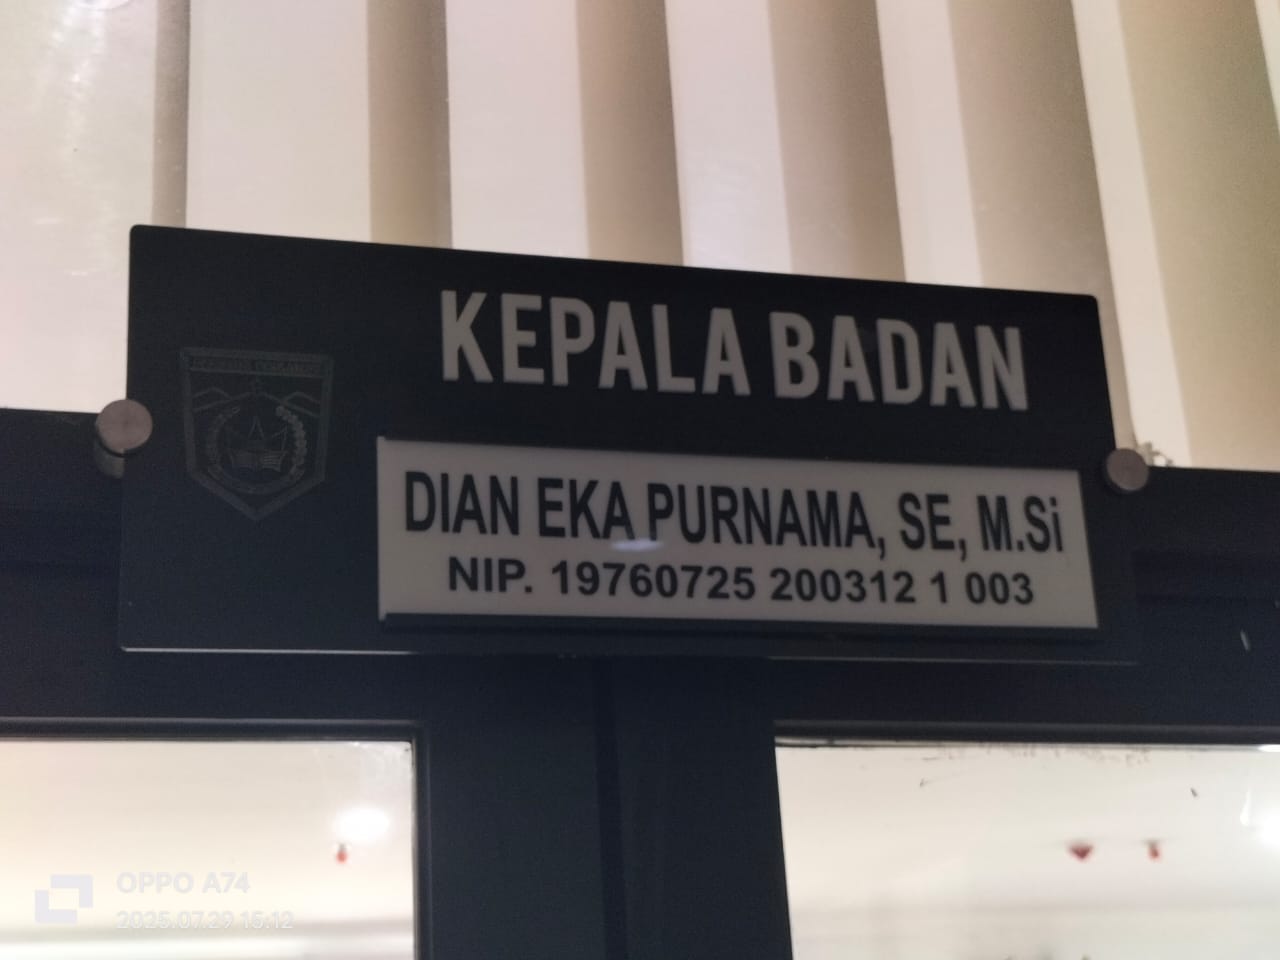 KEPALA BADAN
DIAN EKA PURNAMA, SE, M.Si
NIP. 19760725 200312 1 003
OPPO A74
2025.07.29 15:12